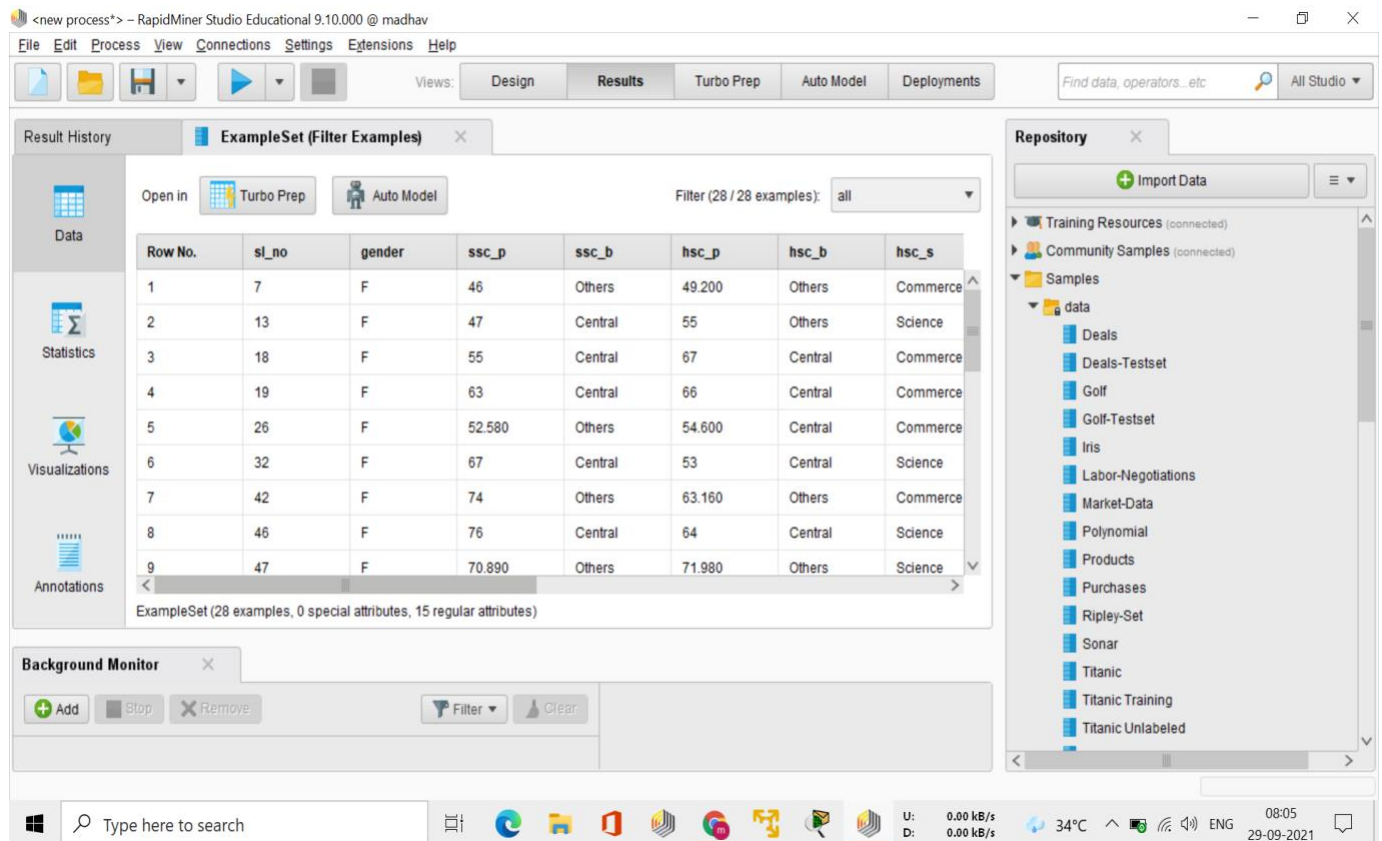 <new process*> – RapidMiner Studio Educational 9.10.000 @ madhav
File Edit Process View Connections Settings Extensions Help
Views: Design Results Turbo Prep Auto Model Deployments Find data, operators...etc All Studio
Result History ExampleSet (Filter Examples)
Open in Turbo Prep Auto Model Filter (28 / 28 examples): all
Data
Statistics
Visualizations
Annotations
Row No. sl_no gender ssc_p ssc_b hsc_p hsc_b hsc_s
1 7 F 46 Others 49.200 Others Commerce
2 13 F 47 Central 55 Others Science
3 18 F 55 Central 67 Central Commerce
4 19 F 63 Central 66 Central Commerce
5 26 F 52.580 Others 54.600 Central Commerce
6 32 F 67 Central 53 Central Science
7 42 F 74 Others 63.160 Others Commerce
8 46 F 76 Central 64 Central Science
9 47 F 70.890 Others 71.980 Others Science
ExampleSet (28 examples, 0 special attributes, 15 regular attributes)
Repository
Import Data
Training Resources (connected)
Community Samples (connected)
Samples
data
Deals
Deals-Testset
Golf
Golf-Testset
Iris
Labor-Negotiations
Market-Data
Polynomial
Products
Purchases
Ripley-Set
Sonar
Titanic
Titanic Training
Titanic Unlabeled
Background Monitor
Add Stop Remove Filter Clear
Type here to search
U: 0.00 kB/s
D: 0.00 kB/s
34°C ENG
08:05
29-09-2021